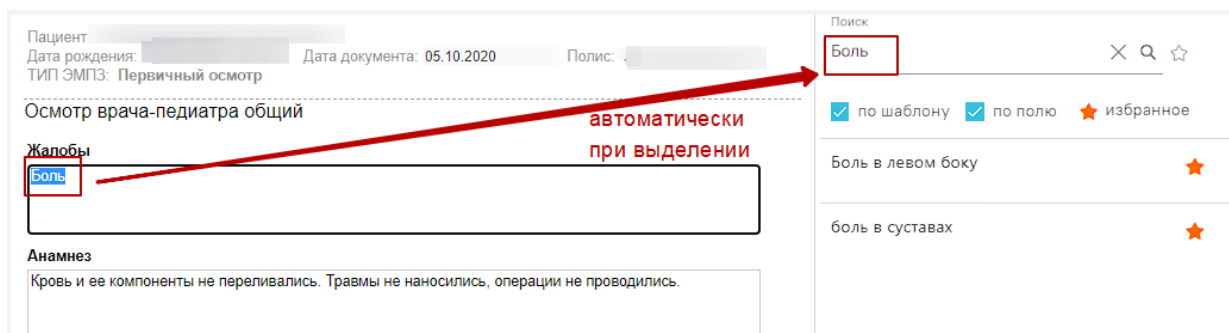 Пациент
Дата рождения: Дата документа: 05.10.2020 Полис:
ТИП ЭМПЗ: Первичный осмотр
Осмотр врача-педиатра общий
автоматически
при выделении
Жалобы
Боль
Анамнез
Кровь и ее компоненты не переливались. Травмы не наносились, операции не проводились.
Поиск
Боль
по шаблону по полю избранное
Боль в левом боку
боль в суставах